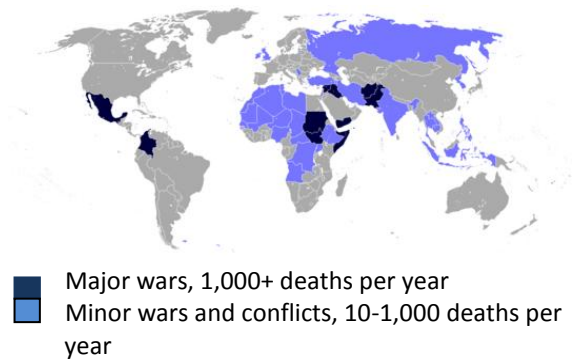 Major wars, 1,000+ deaths per year
Minor wars and conflicts, 10-1,000 deaths per
year